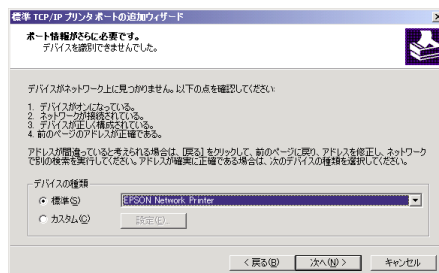 標準 TCP/IP プリンタ ポートの追加ウィザード
ポート情報がさらに必要です。
デバイスを識別できませんでした。
デバイスがネットワーク上に見つかりません。以下の点を確認してください:
1. デバイスがオンになっている。
2. ネットワークが接続されている。
3. デバイスが正しく構成されている。
4. 前のページのアドレスが正確である。
アドレスが間違っていると考えられる場合は、[戻る] をクリックして、前のページに戻り、アドレスを修正し、ネットワーク
で別の検索を実行してください。アドレスが確実に正確である場合は、次のデバイスの種類を選択してください。
デバイスの種類
標準(S) EPSON Network Printer
カスタム(C) 設定(E)...
< 戻る(B) 次へ(N) > キャンセル